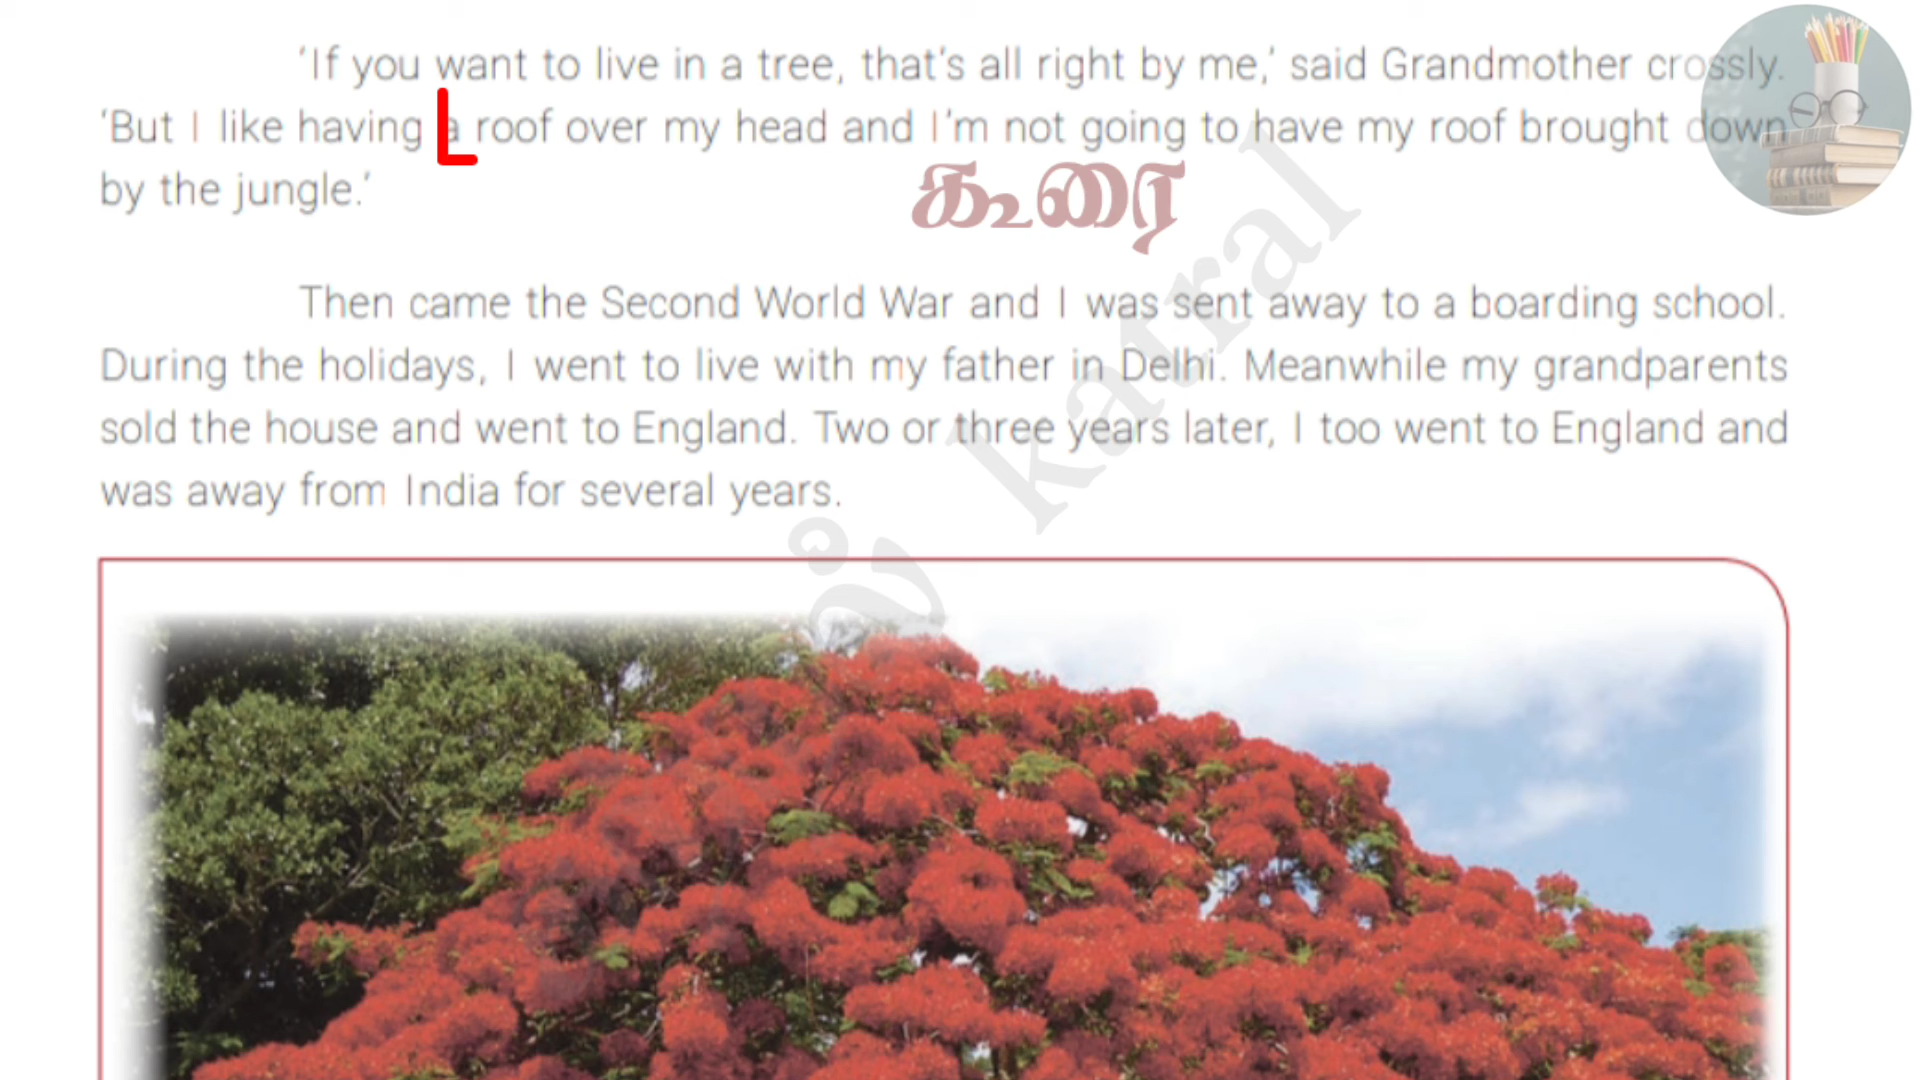 ‘If you want to live in a tree, that’s all right by me,’ said Grandmother crossly.
‘But I like having a roof over my head and I’m not going to have my roof brought down
by the jungle.’
கூரை
Then came the Second World War and I was sent away to a boarding school.
During the holidays, I went to live with my father in Delhi. Meanwhile my grandparents
sold the house and went to England. Two or three years later, I too went to England and
was away from India for several years.
katral